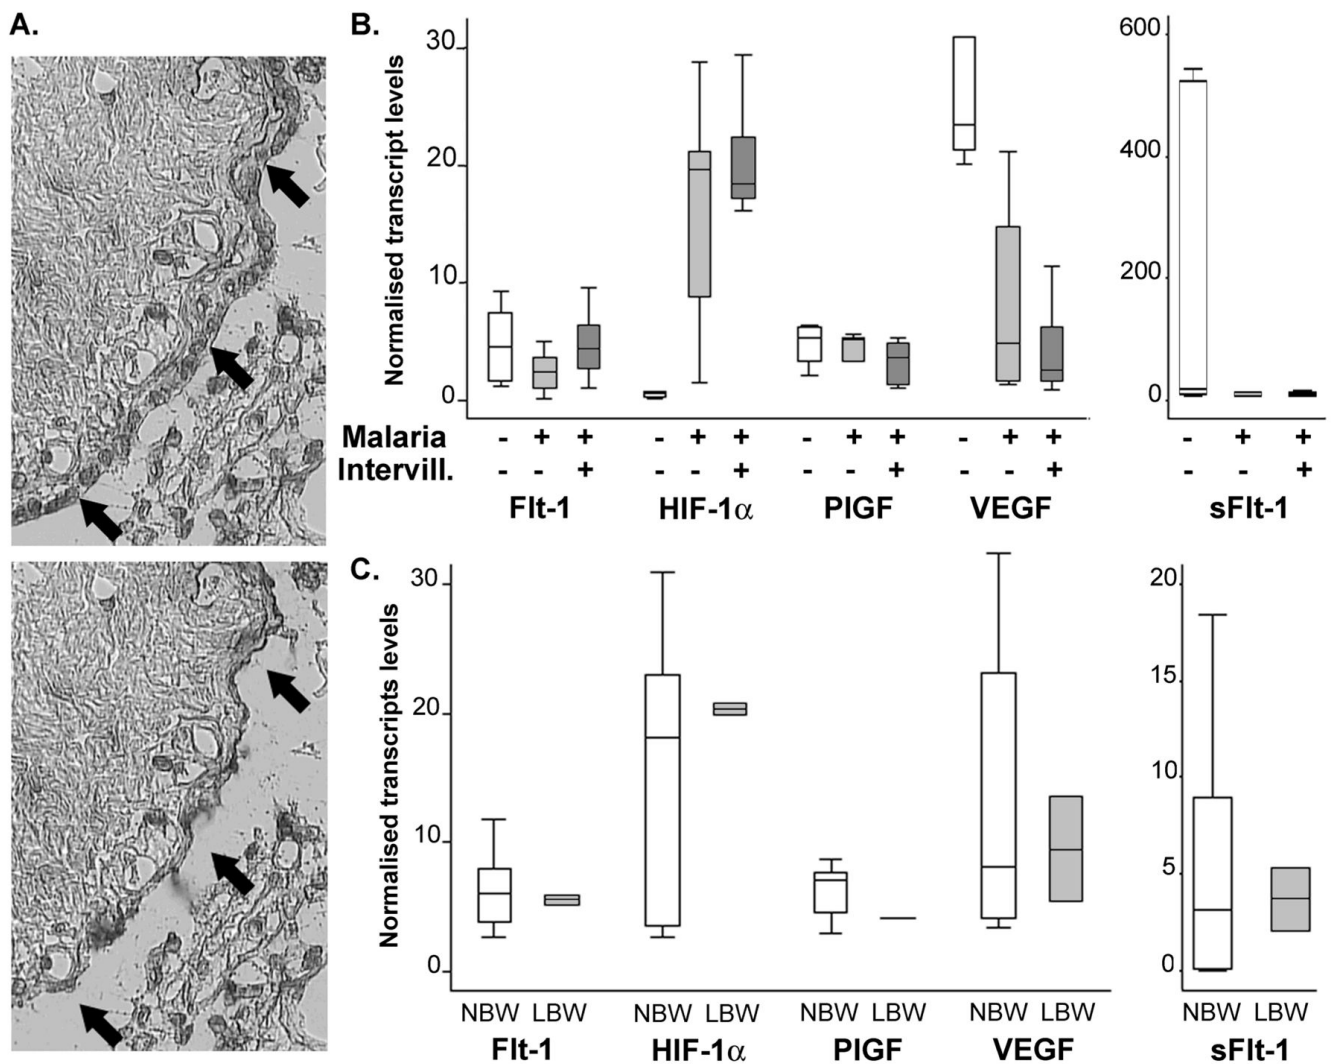 A.
B.
Normalised transcript levels
30
20
10
0
600
400
200
0
Malaria - + + - + + - + + - + + - + +
Intervill. - - + - - + - - + - - + - - +
Flt-1 HIF-1α PlGF VEGF sFlt-1
C.
Normalised transcripts levels
30
20
10
0
20
15
10
5
0
NBW LBW NBW LBW NBW LBW NBW LBW NBW LBW
Flt-1 HIF-1α PlGF VEGF sFlt-1